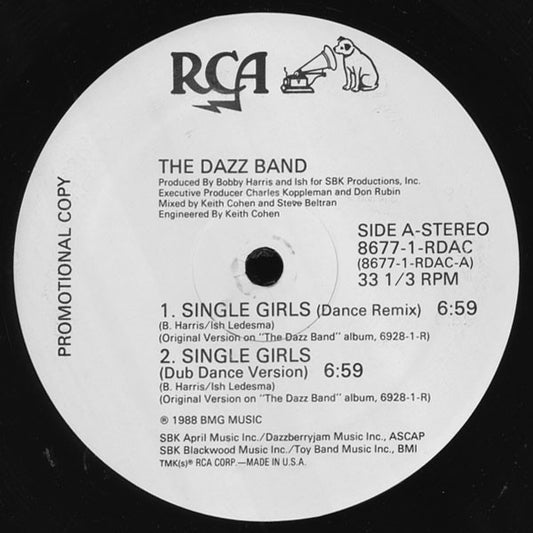 RCA
THE DAZZ BAND
Produced By Bobby Harris and Ish for SBK Productions, Inc.
Executive Producer Charles Koppleman and Don Rubin
Mixed by Keith Cohen and Steve Beltran
Engineered By Keith Cohen
PROMOTIONAL COPY
SIDE A-STEREO
8677-1-RDAC
(8677-1-RDAC-A)
33 1/3 RPM
1. SINGLE GIRLS (Dance Remix) 6:59
(B. Harris/Ish Ledesma)
(Original Version on "The Dazz Band" album, 6928-1-R)
2. SINGLE GIRLS
(Dub Dance Version) 6:59
(B. Harris/Ish Ledesma)
(Original Version on "The Dazz Band" album, 6928-1-R)
℗ 1988 BMG MUSIC
SBK April Music Inc./Dazzberryjam Music Inc., ASCAP
SBK Blackwood Music Inc./Toy Band Music Inc., BMI
TMK(s)® RCA CORP.—MADE IN U.S.A.